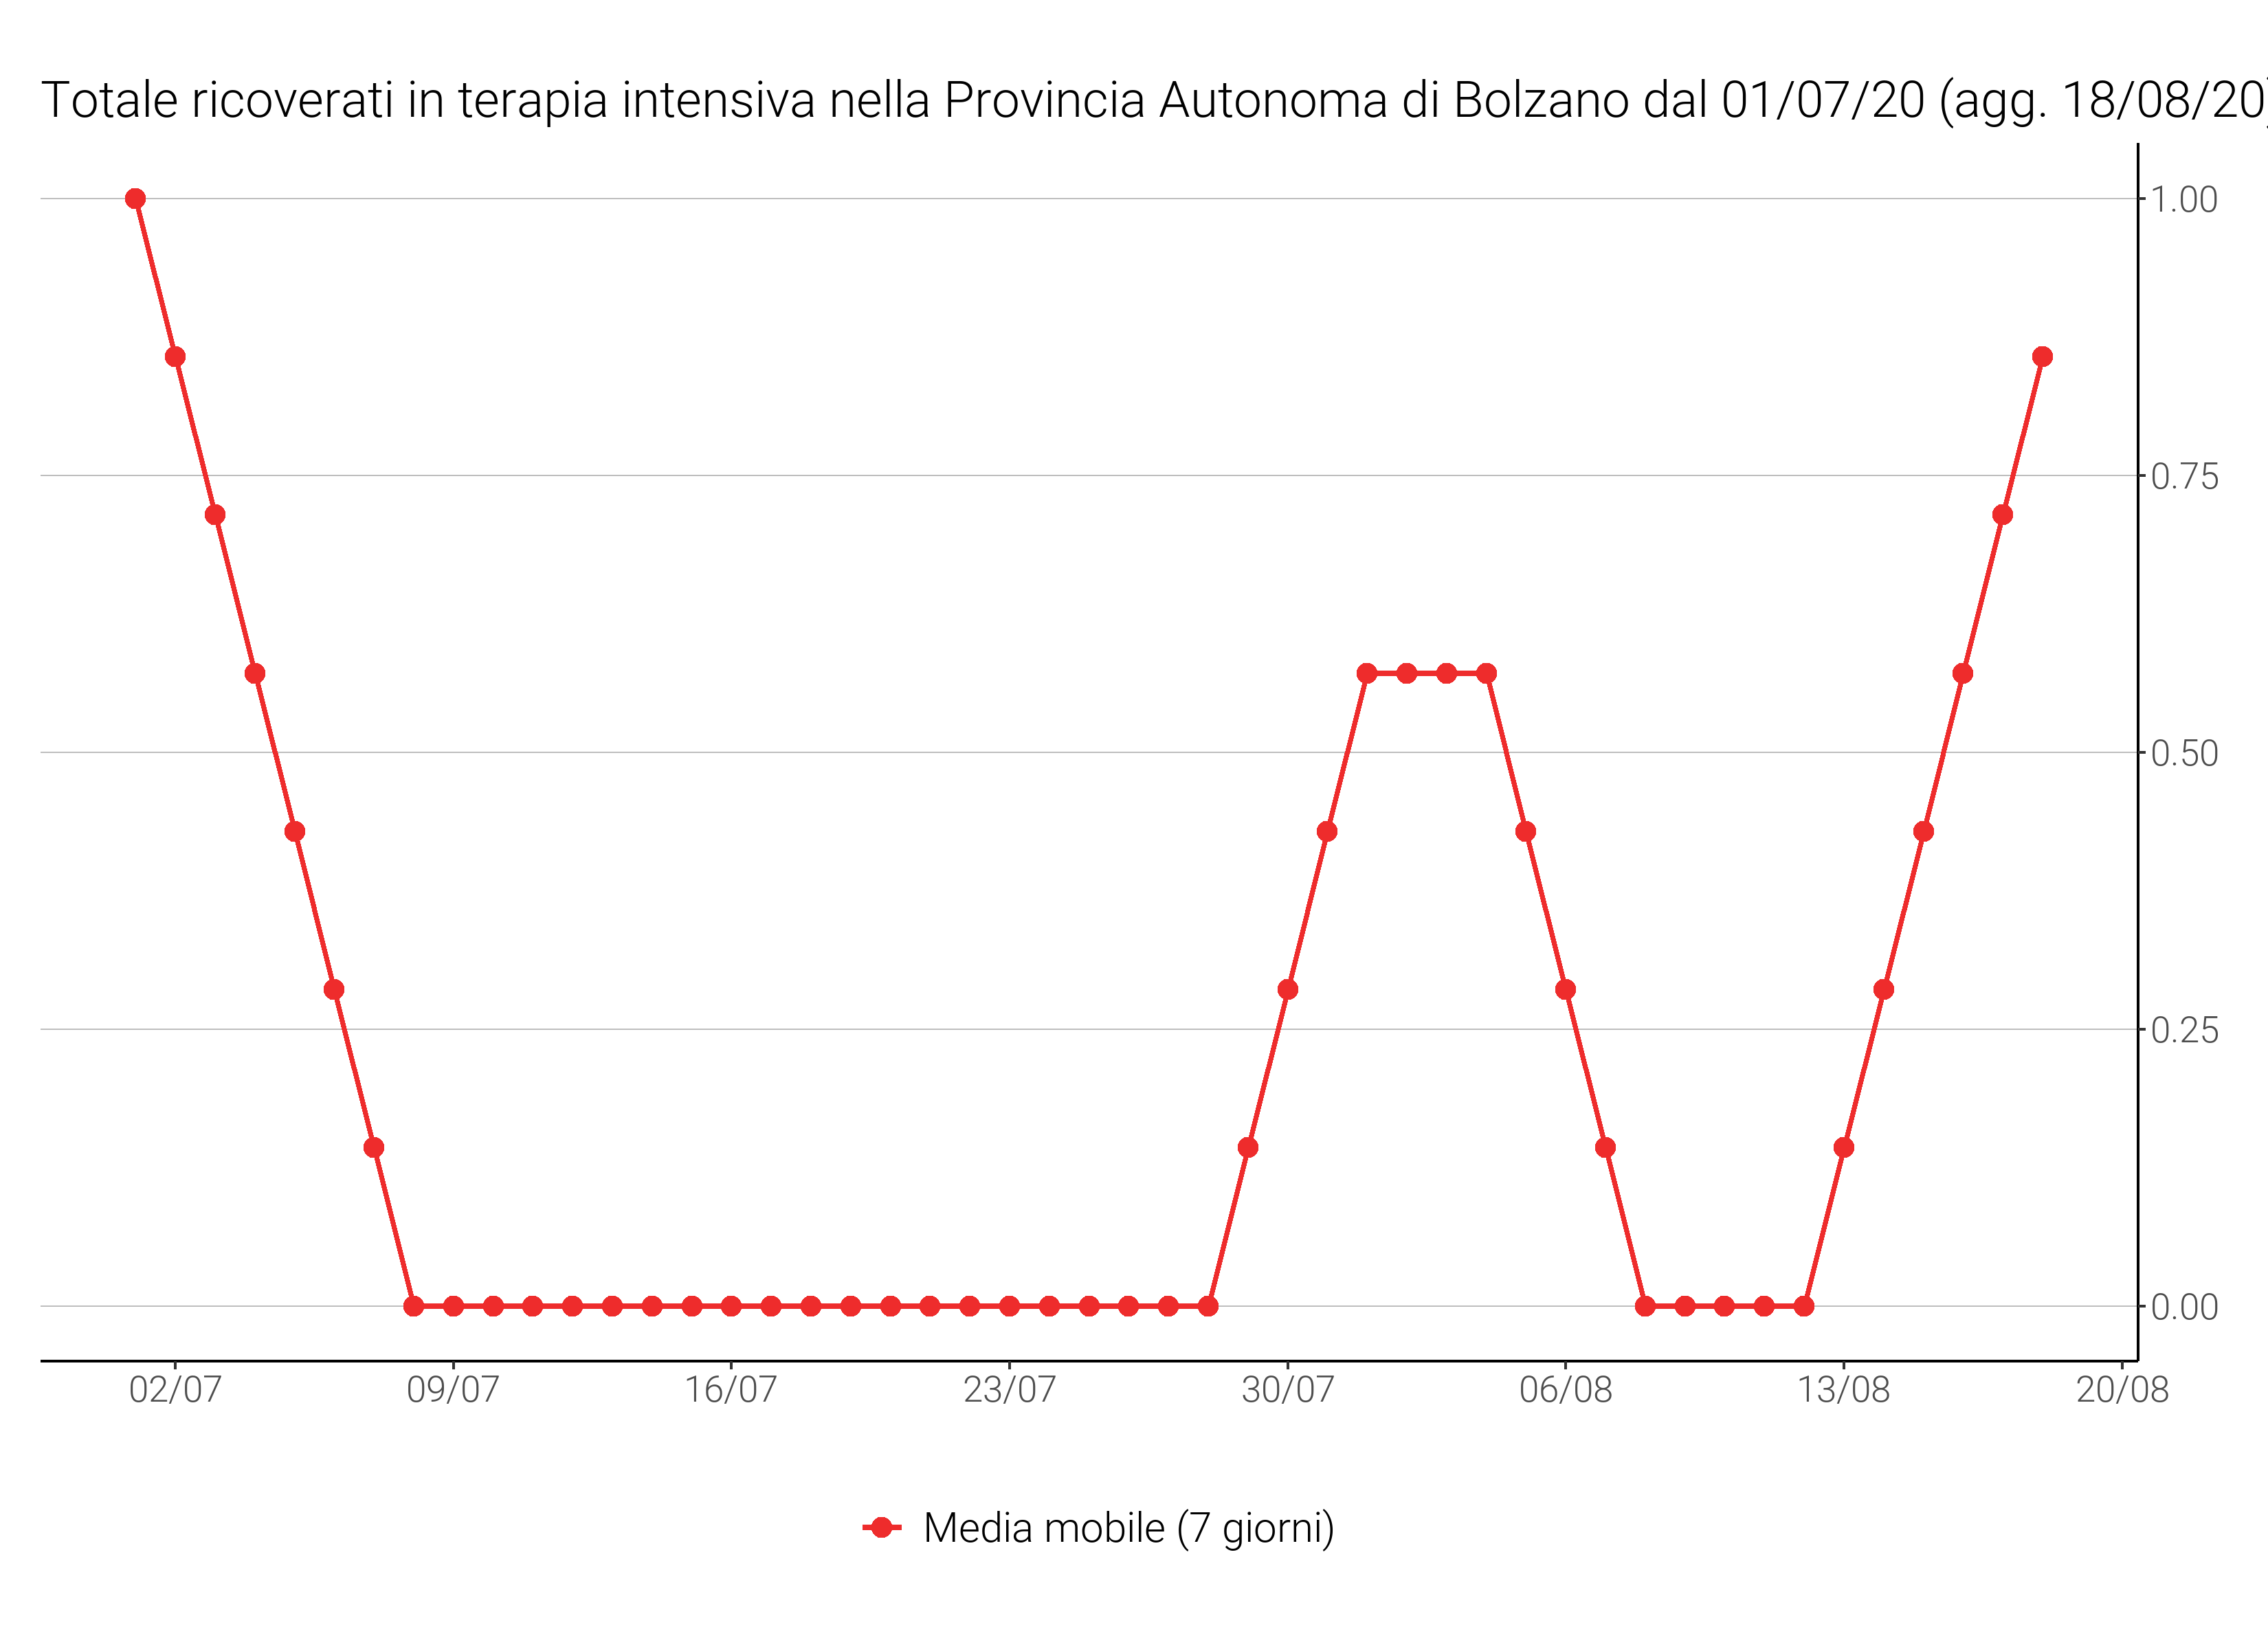 Totale ricoverati in terapia intensiva nella Provincia Autonoma di Bolzano dal 01/07/20 (agg. 18/08/20)
1.00
0.75
0.50
0.25
0.00
02/07 09/07 16/07 23/07 30/07 06/08 13/08 20/08
Media mobile (7 giorni)